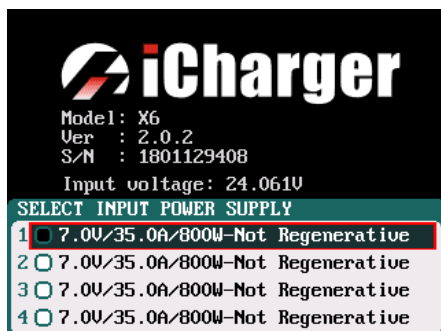 iCharger
Model: X6
Ver : 2.0.2
S/N : 1801129408
Input voltage: 24.061V
SELECT INPUT POWER SUPPLY
1 7.0V/35.0A/800W-Not Regenerative
2 7.0V/35.0A/800W-Not Regenerative
3 7.0V/35.0A/800W-Not Regenerative
4 7.0V/35.0A/800W-Not Regenerative